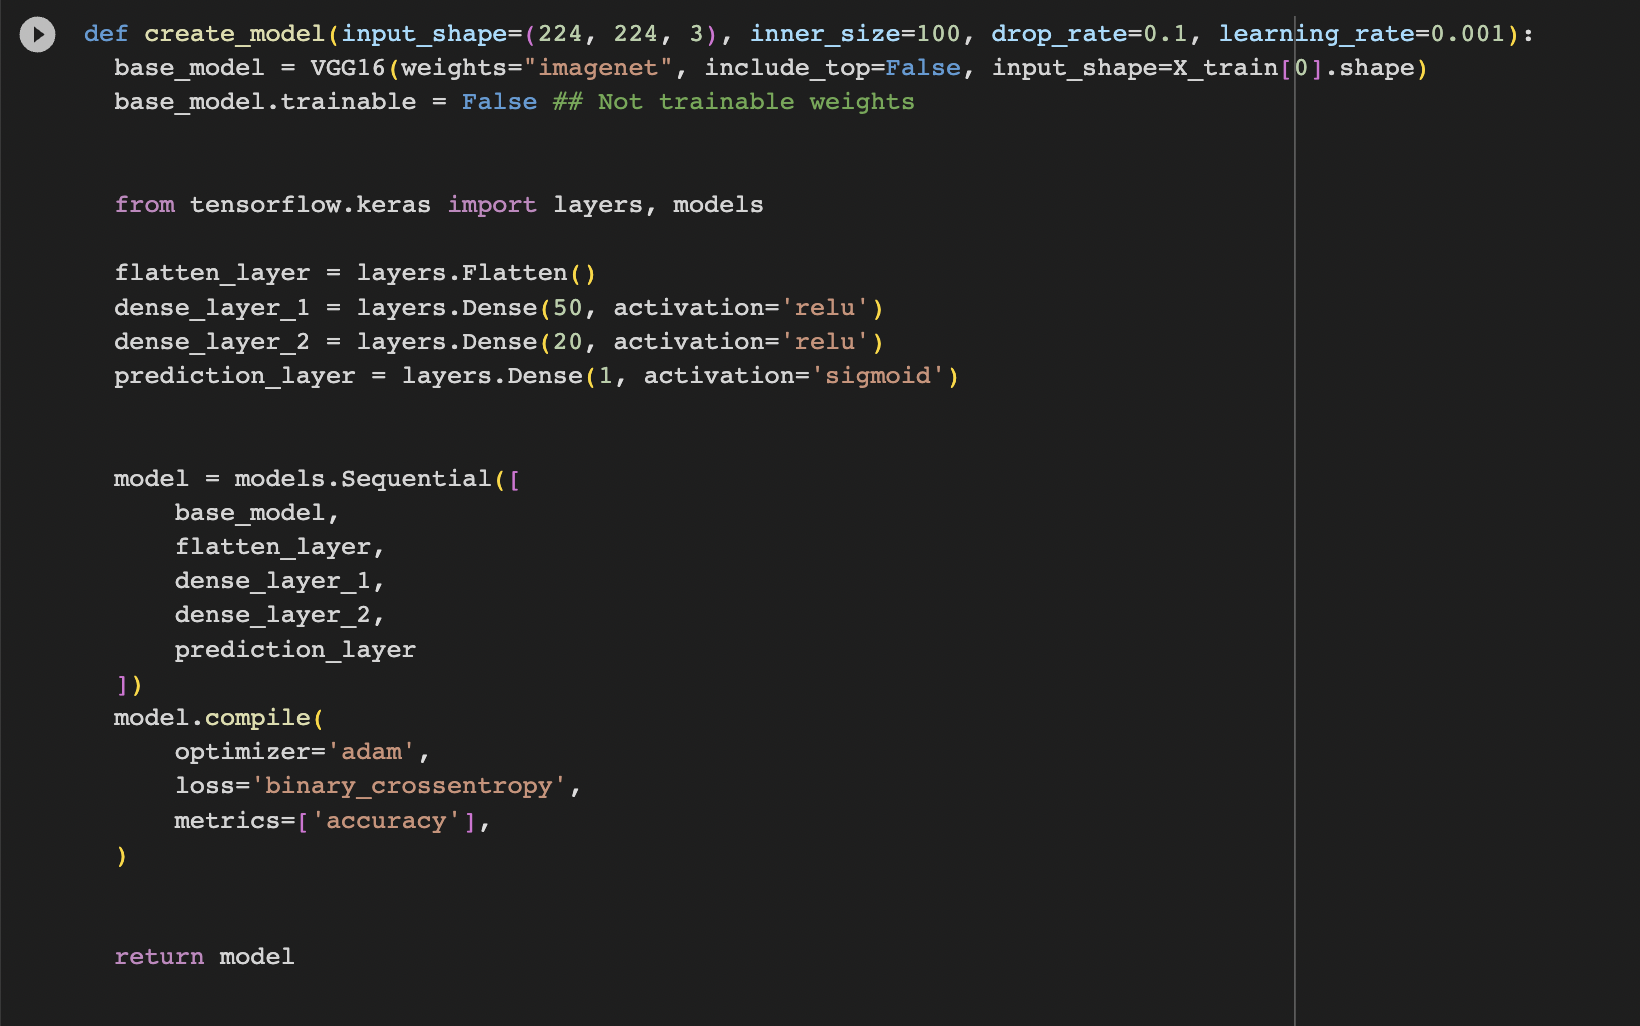 def create_model(input_shape=(224, 224, 3), inner_size=100, drop_rate=0.1, learning_rate=0.001):
  base_model = VGG16(weights="imagenet", include_top=False, input_shape=X_train[0].shape)
  base_model.trainable = False ## Not trainable weights
  from tensorflow.keras import layers, models
  flatten_layer = layers.Flatten()
  dense_layer_1 = layers.Dense(50, activation='relu')
  dense_layer_2 = layers.Dense(20, activation='relu')
  prediction_layer = layers.Dense(1, activation='sigmoid')
  model = models.Sequential([
      base_model,
      flatten_layer,
      dense_layer_1,
      dense_layer_2,
      prediction_layer
  ])
  model.compile(
      optimizer='adam',
      loss='binary_crossentropy',
      metrics=['accuracy'],
  )
  return model